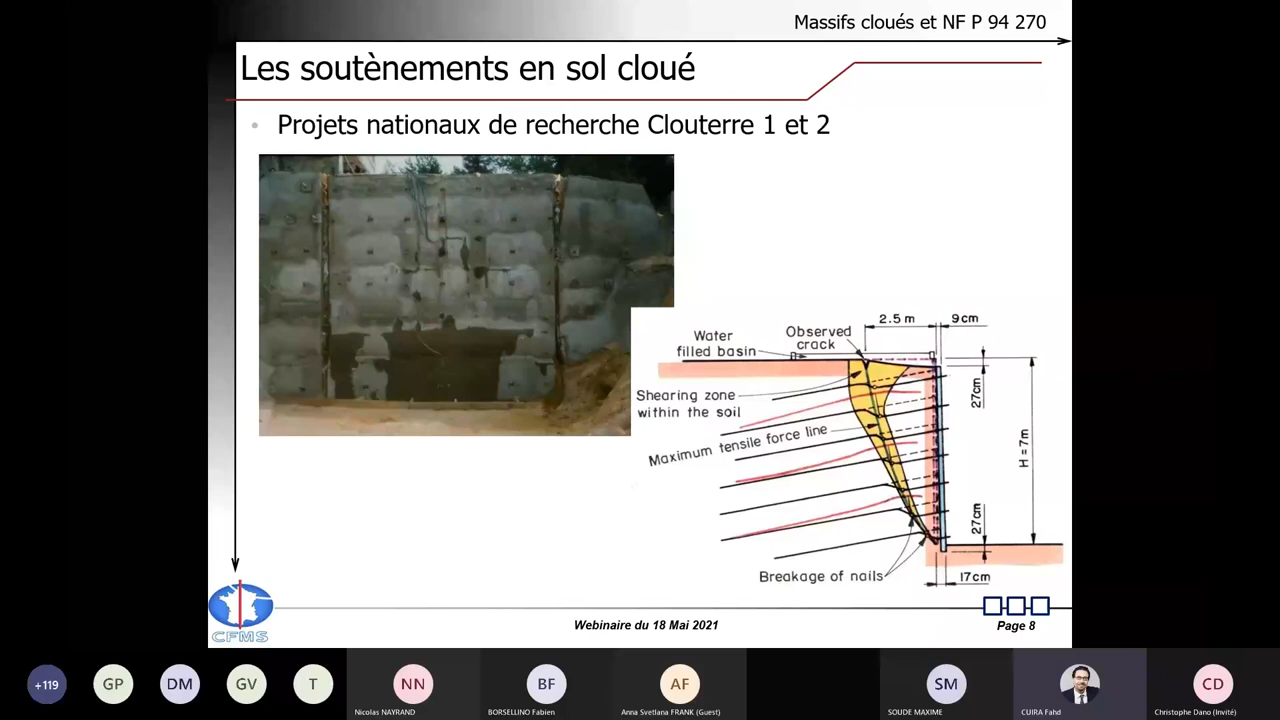 Massifs cloués et NF P 94 270
Les soutènements en sol cloué
• Projets nationaux de recherche Clouterre 1 et 2
Water
filled basin
Observed
crack
2.5 m
9cm
Shearing zone
within the soil
27cm
Maximum tensile force line
H = 7m
27cm
Breakage of nails
17cm
CFMS
Webinaire du 18 Mai 2021
Page 8
+119
GP
DM
GV
T
NN
Nicolas NAYRAND
BF
BORSELLINO Fabien
AF
Anna Svetlana FRANK (Guest)
SM
SOUDE MAXIME
CUIRA Fahd
CD
Christophe Dano (Invité)